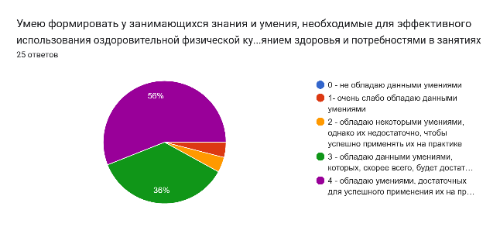 Умею формировать у занимающихся знания и умения, необходимые для эффективного
использования оздоровительной физической ку...янием здоровья и потребностями в занятиях
25 ответов
56%
36%
0 - не обладаю данными умениями
1- очень слабо обладаю данными
умениями
2 - обладаю некоторыми умениями,
однако их недостаточно, чтобы
успешно применять их на практике
3 - обладаю данными умениями,
которых, скорее всего, будет достат...
4 - обладаю умениями, достаточных
для успешного применения их на пр...